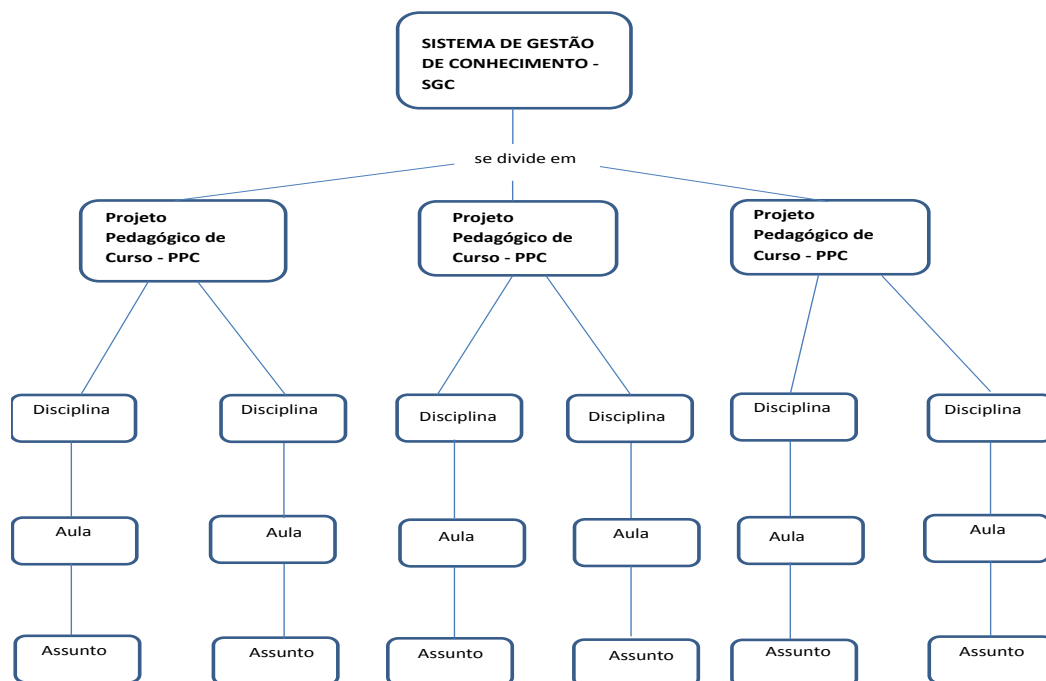 SISTEMA DE GESTÃO
DE CONHECIMENTO -
SGC
se divide em
Projeto
Pedagógico de
Curso - PPC
Projeto
Pedagógico de
Curso - PPC
Projeto
Pedagógico de
Curso - PPC
Disciplina
Disciplina
Disciplina
Disciplina
Disciplina
Disciplina
Aula
Aula
Aula
Aula
Aula
Aula
Assunto
Assunto
Assunto
Assunto
Assunto
Assunto